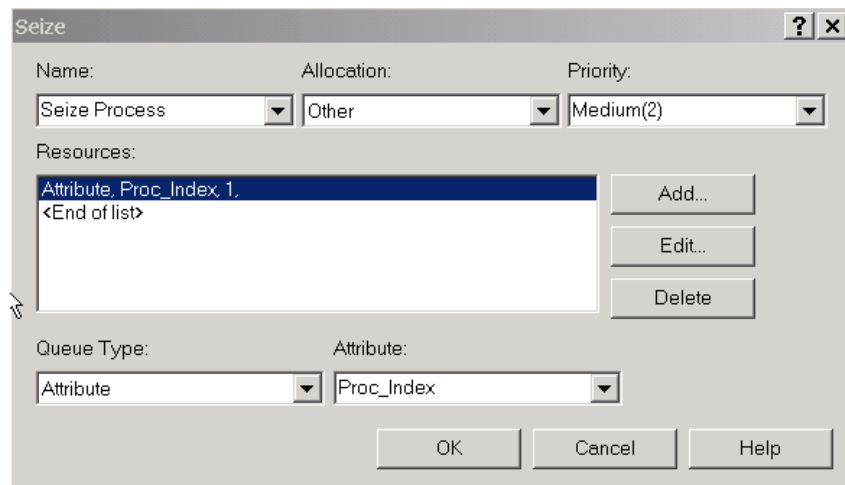 Seize
Name: Allocation: Priority:
Seize Process Other Medium(2)
Resources:
Attribute, Proc_Index, 1,
<End of list>
Add...
Edit...
Delete
Queue Type: Attribute:
Attribute Proc_Index
OK Cancel Help